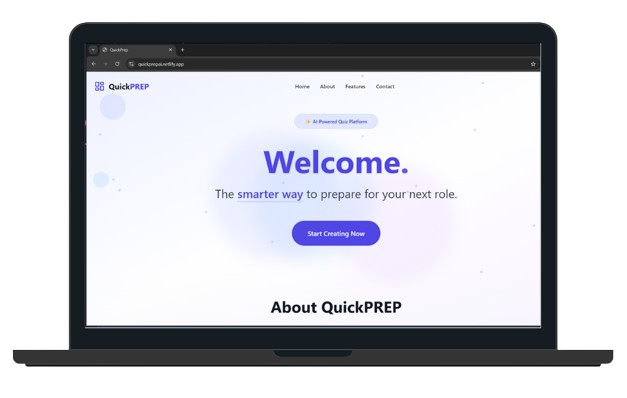 QuickPrep
quickprepai.netlify.app
QuickPREP
Home About Features Contact
AI-Powered Quiz Platform
Welcome.
The smarter way to prepare for your next role.
Start Creating Now
About QuickPREP